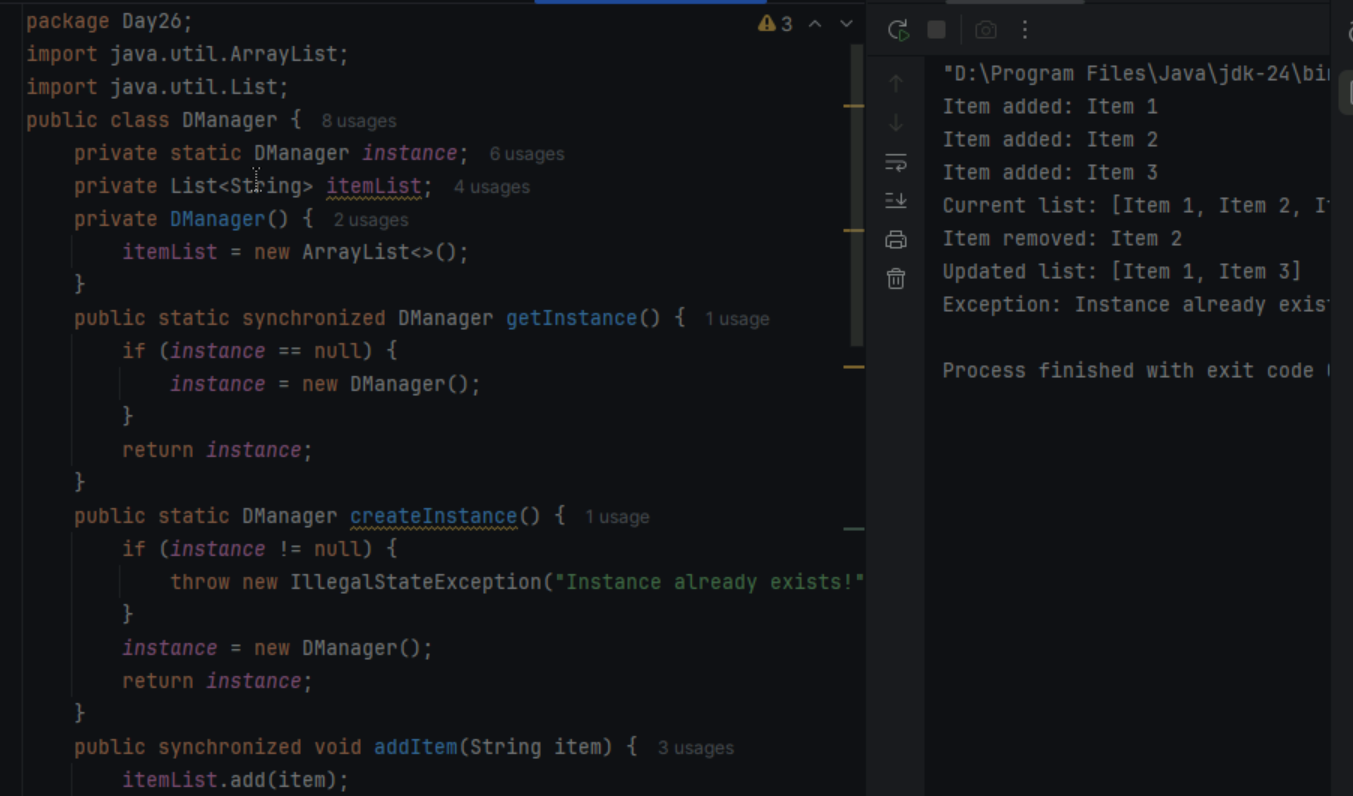 package Day26;
3
import java.util.ArrayList;
import java.util.List;
public class DManager { 8 usages
private static DManager instance; 6 usages
private List<String> itemList; 4 usages
private DManager() { 2 usages
itemList = new ArrayList<>();
}
public static synchronized DManager getInstance() { 1 usage
if (instance == null) {
instance = new DManager();
}
return instance;
}
public static DManager createInstance() { 1 usage
if (instance != null) {
throw new IllegalStateException("Instance already exists!"
}
instance = new DManager();
return instance;
}
public synchronized void addItem(String item) { 3 usages
itemList.add(item);
"D:\Program Files\Java\jdk-24\bin
Item added: Item 1
Item added: Item 2
Item added: Item 3
Current list: [Item 1, Item 2, I
Item removed: Item 2
Updated list: [Item 1, Item 3]
Exception: Instance already exis
Process finished with exit code